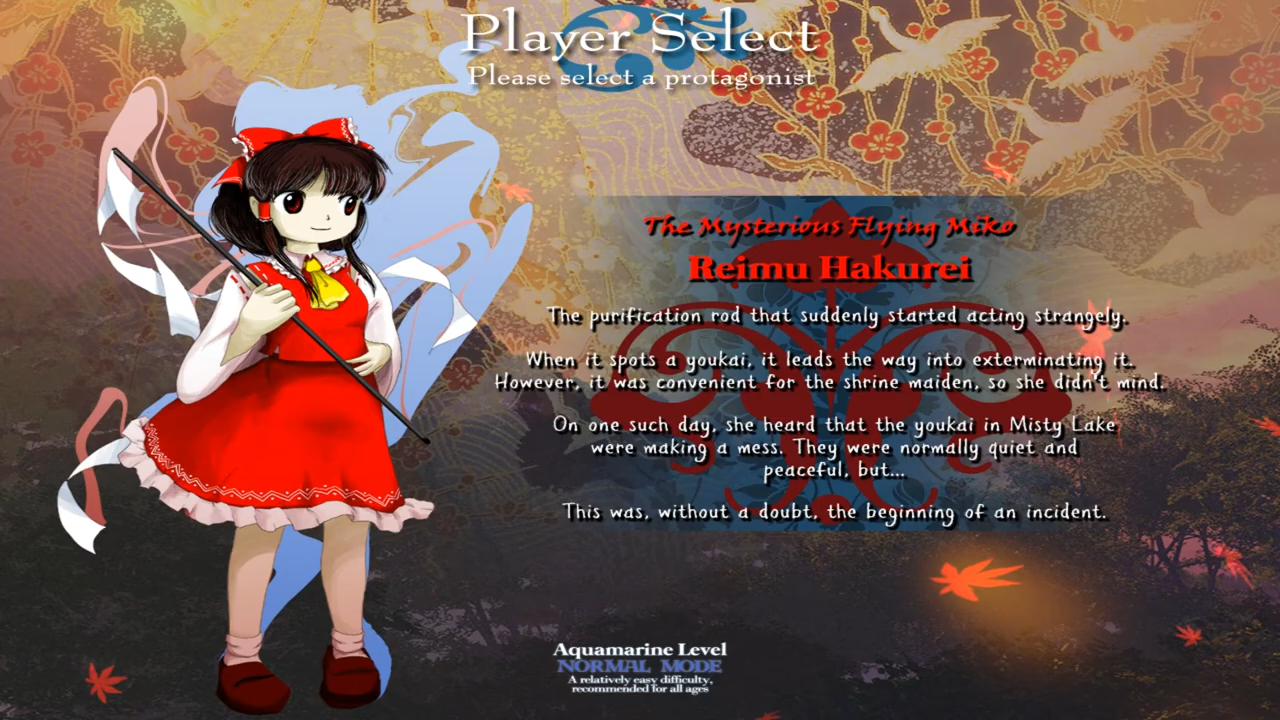 Player Select
Please select a protagonist
The Mysterious Flying Miko
Reimu Hakurei
The purification rod that suddenly started acting strangely.
When it spots a youkai, it leads the way into exterminating it.
However, it was convenient for the shrine maiden, so she didn't mind.
On one such day, she heard that the youkai in Misty Lake
were making a mess. They were normally quiet and
peaceful, but...
This was, without a doubt, the beginning of an incident.
Aquamarine Level
NORMAL MODE
A relatively easy difficulty,
recommended for all ages